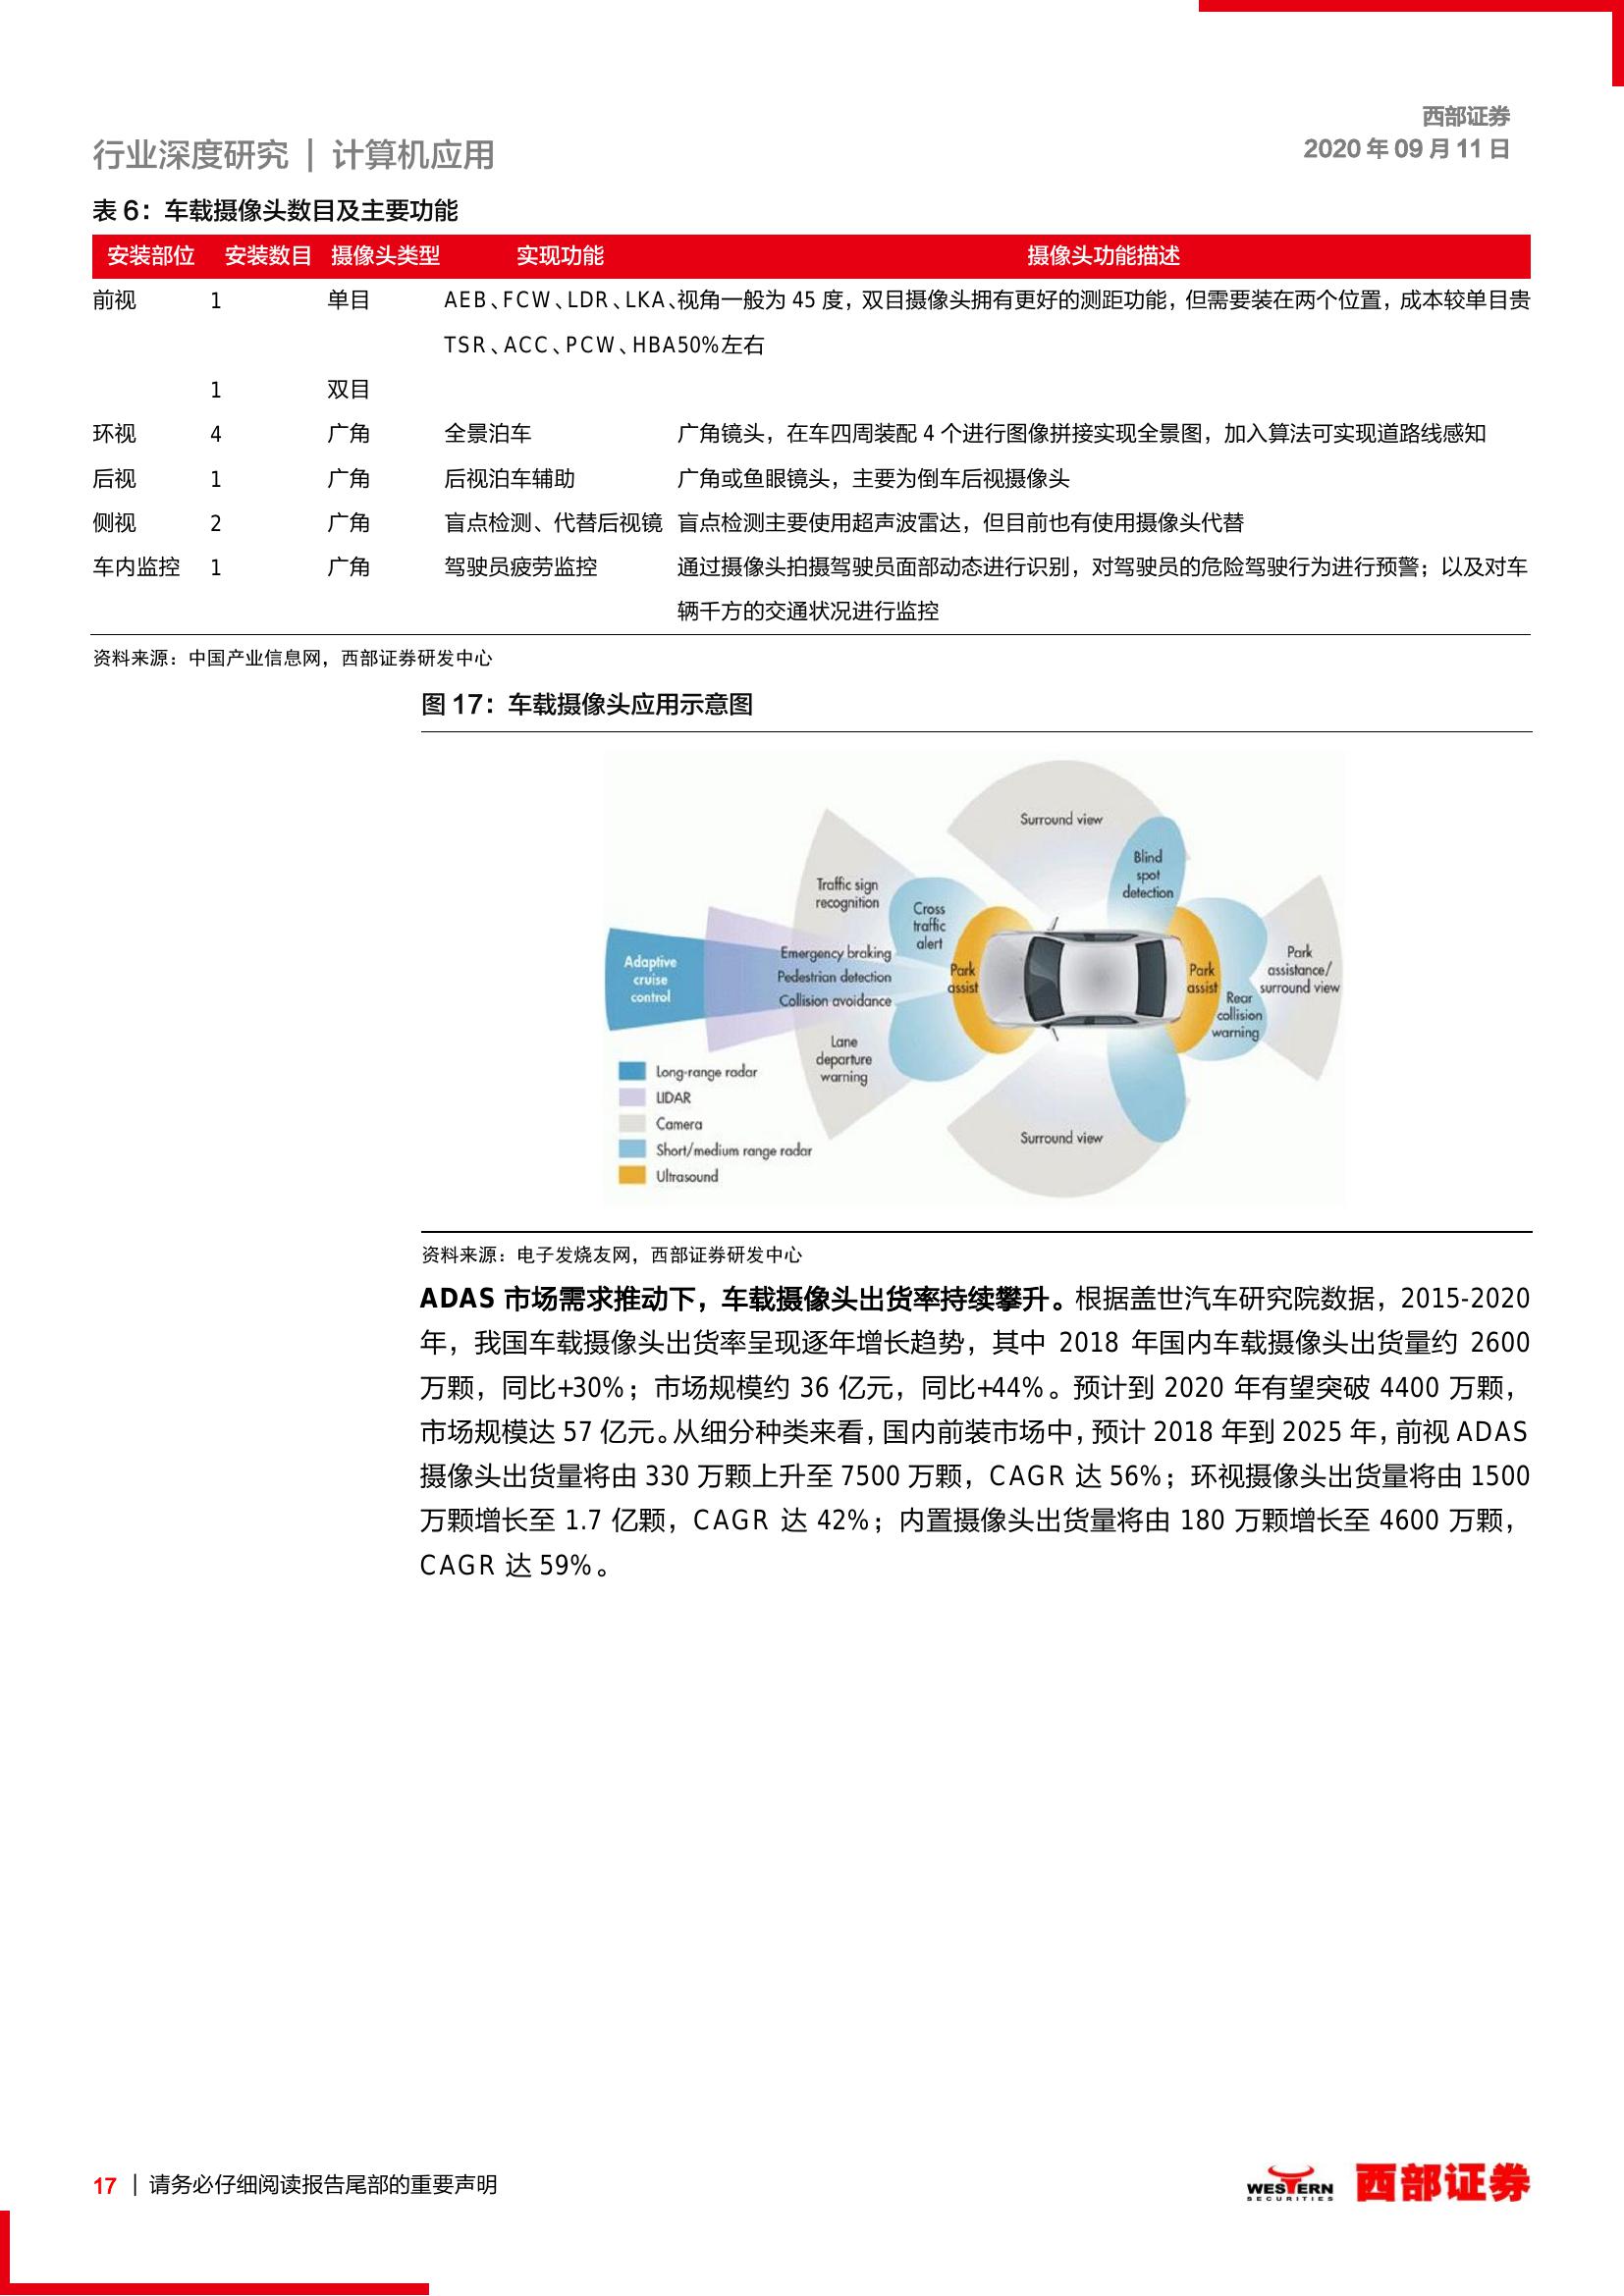 西部证券
2020 年 09 月 11 日
行业深度研究 | 计算机应用
表 6：车载摄像头数目及主要功能
安装部位 安装数目 摄像头类型 实现功能 摄像头功能描述
前视 1 单目 AEB、FCW、LDR、LKA、视角一般为 45 度，双目摄像头拥有更好的测距功能，但需要装在两个位置，成本较单目贵
TSR、ACC、PCW、HBA50%左右
1 双目
环视 4 广角 全景泊车 广角镜头，在车四周装配 4 个进行图像拼接实现全景图，加入算法可实现道路线感知
后视 1 广角 后视泊车辅助 广角或鱼眼镜头，主要为倒车后视摄像头
侧视 2 广角 盲点检测、代替后视镜 盲点检测主要使用超声波雷达，但目前也有使用摄像头代替
车内监控 1 广角 驾驶员疲劳监控 通过摄像头拍摄驾驶员面部动态进行识别，对驾驶员的危险驾驶行为进行预警；以及对车
辆千方的交通状况进行监控
资料来源：中国产业信息网，西部证券研发中心
图 17：车载摄像头应用示意图
Surround view
Blind
spot
detection
Traffic sign
recognition
Cross
traffic
alert
Emergency braking
Pedestrian detection
Collision avoidance
Adaptive
cruise
control
Park
assist
Park
assist
Park
assistance/
surround view
Rear
collision
warning
Lane
departure
warning
Surround view
Long-range radar
LIDAR
Camera
Short/medium range radar
Ultrasound
资料来源：电子发烧友网，西部证券研发中心
ADAS 市场需求推动下，车载摄像头出货率持续攀升。根据盖世汽车研究院数据，2015-2020
年，我国车载摄像头出货率呈现逐年增长趋势，其中 2018 年国内车载摄像头出货量约 2600
万颗，同比+30%；市场规模约 36 亿元，同比+44%。预计到 2020 年有望突破 4400 万颗，
市场规模达 57 亿元。从细分种类来看，国内前装市场中，预计 2018 年到 2025 年，前视 ADAS
摄像头出货量将由 330 万颗上升至 7500 万颗，CAGR 达 56%；环视摄像头出货量将由 1500
万颗增长至 1.7 亿颗，CAGR 达 42%；内置摄像头出货量将由 180 万颗增长至 4600 万颗，
CAGR 达 59%。
17 | 请务必仔细阅读报告尾部的重要声明
WESTERN
SECURITIES
西部证券